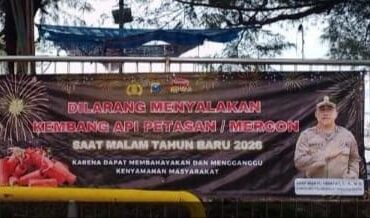 DILARANG MENYALAKAN
KEMBANG API PETASAN / MERCON
SAAT MALAM TAHUN BARU 2026
KARENA DAPAT MEMBAHAYAKAN DAN MENGGANGGU
KENYAMANAN MASYARAKAT